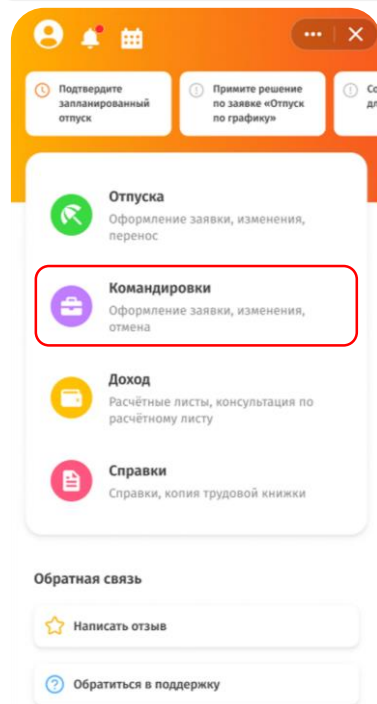 Подтвердите
запланированный
отпуск
Примите решение
по заявке «Отпуск
по графику»
Отпуска
Оформление заявки, изменения,
перенос
Командировки
Оформление заявки, изменения,
отмена
Доход
Расчётные листы, консультация по
расчётному листу
Справки
Справки, копия трудовой книжки
Обратная связь
Написать отзыв
Обратиться в поддержку